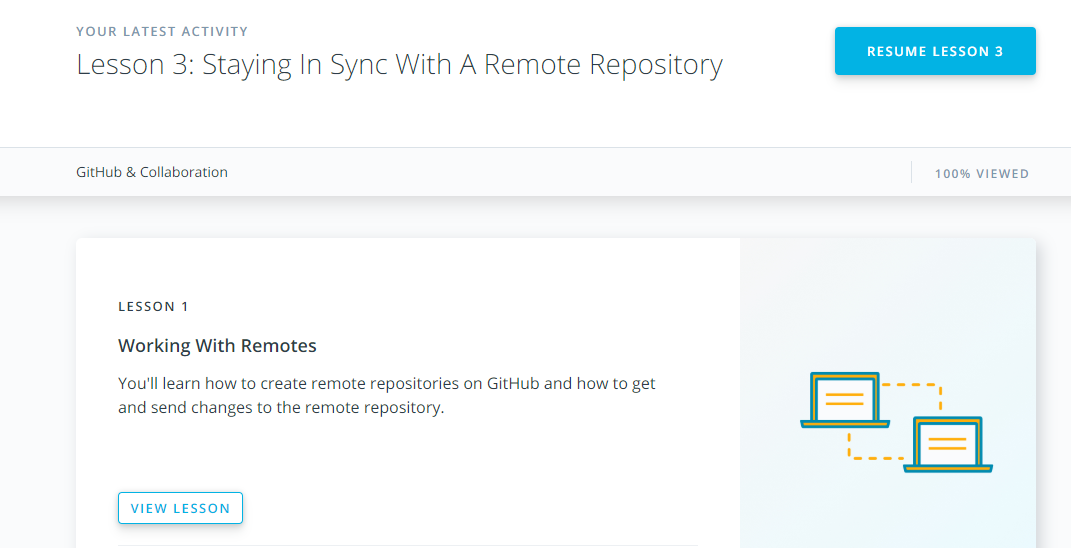 YOUR LATEST ACTIVITY
Lesson 3: Staying In Sync With A Remote Repository
RESUME LESSON 3
GitHub & Collaboration
100% VIEWED
LESSON 1
Working With Remotes
You'll learn how to create remote repositories on GitHub and how to get
and send changes to the remote repository.
VIEW LESSON